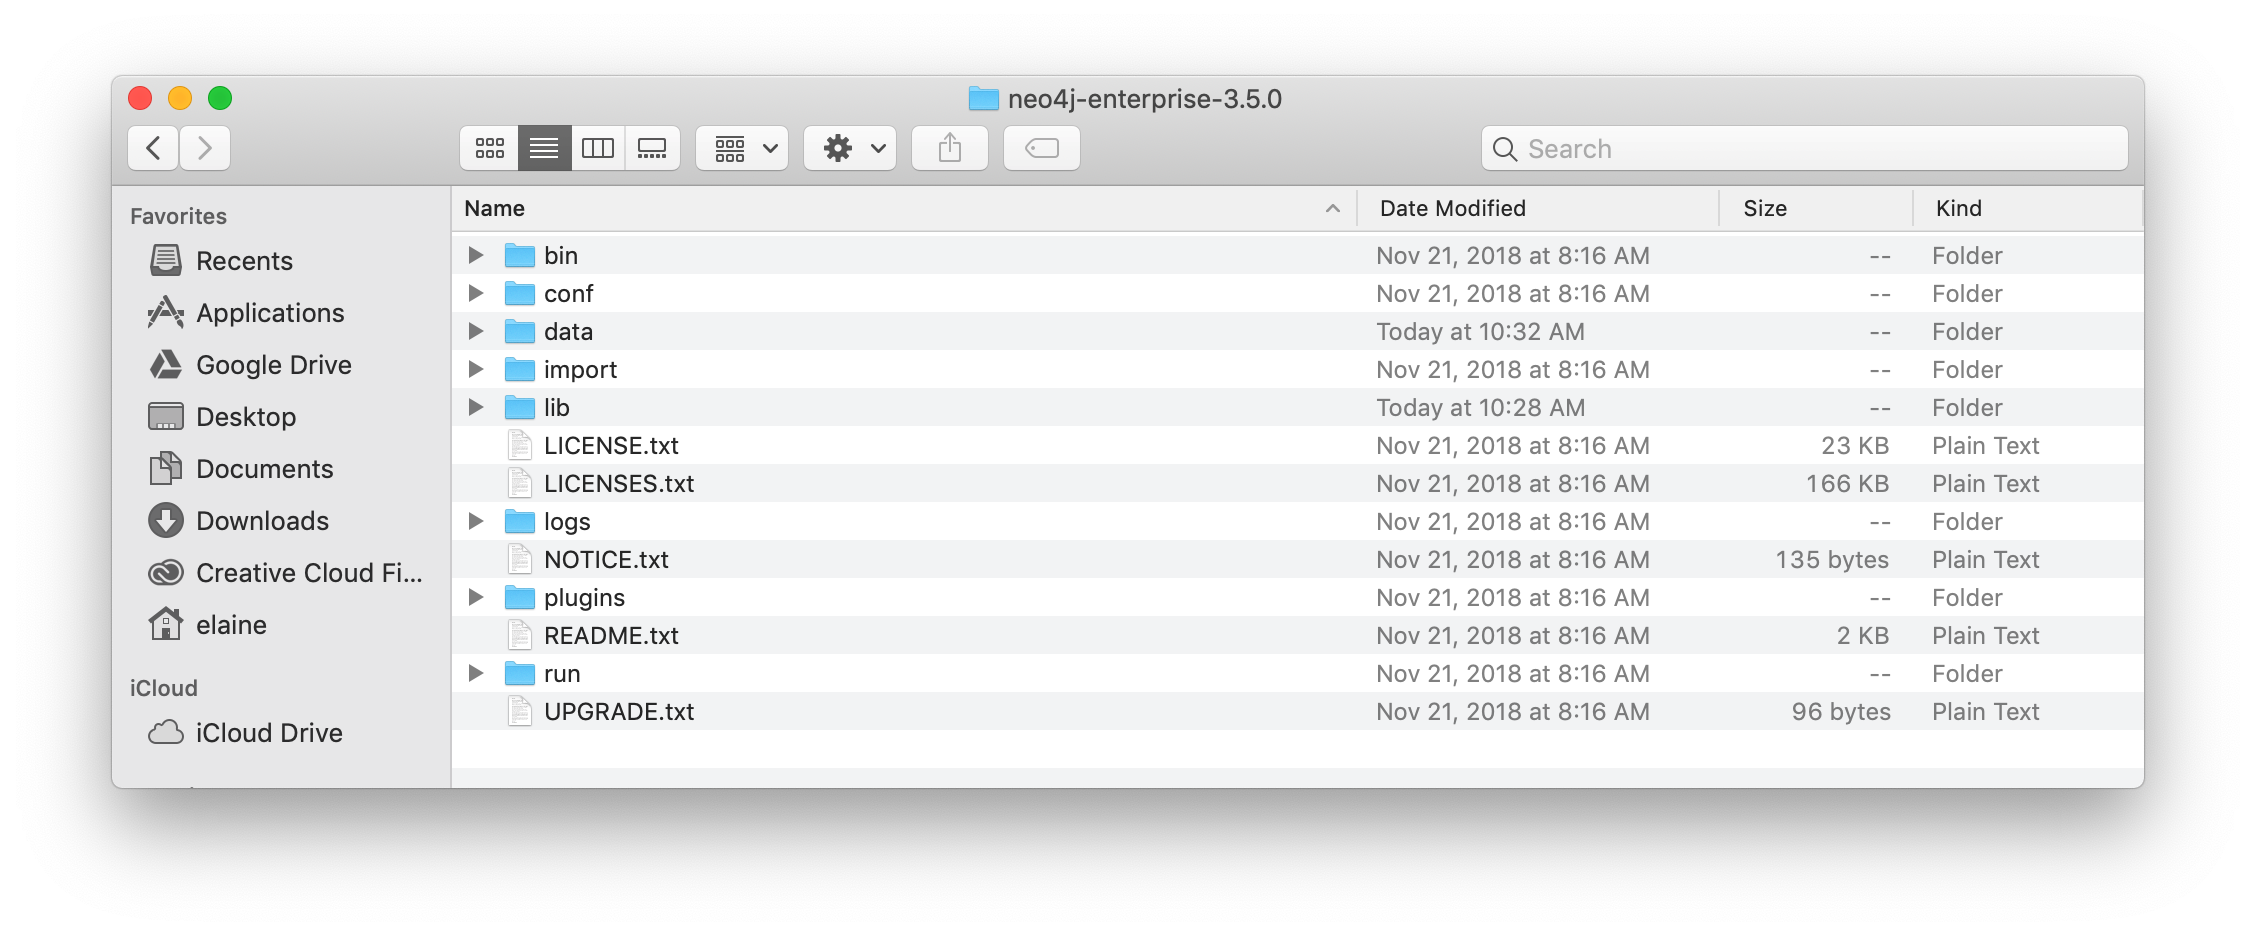 neo4j-enterprise-3.5.0
Search
Favorites
Recents
Applications
Google Drive
Desktop
Documents
Downloads
Creative Cloud Fi...
elaine
iCloud
iCloud Drive
Name Date Modified Size Kind
bin Nov 21, 2018 at 8:16 AM -- Folder
conf Nov 21, 2018 at 8:16 AM -- Folder
data Today at 10:32 AM -- Folder
import Nov 21, 2018 at 8:16 AM -- Folder
lib Today at 10:28 AM -- Folder
LICENSE.txt Nov 21, 2018 at 8:16 AM 23 KB Plain Text
LICENSES.txt Nov 21, 2018 at 8:16 AM 166 KB Plain Text
logs Nov 21, 2018 at 8:16 AM -- Folder
NOTICE.txt Nov 21, 2018 at 8:16 AM 135 bytes Plain Text
plugins Nov 21, 2018 at 8:16 AM -- Folder
README.txt Nov 21, 2018 at 8:16 AM 2 KB Plain Text
run Nov 21, 2018 at 8:16 AM -- Folder
UPGRADE.txt Nov 21, 2018 at 8:16 AM 96 bytes Plain Text